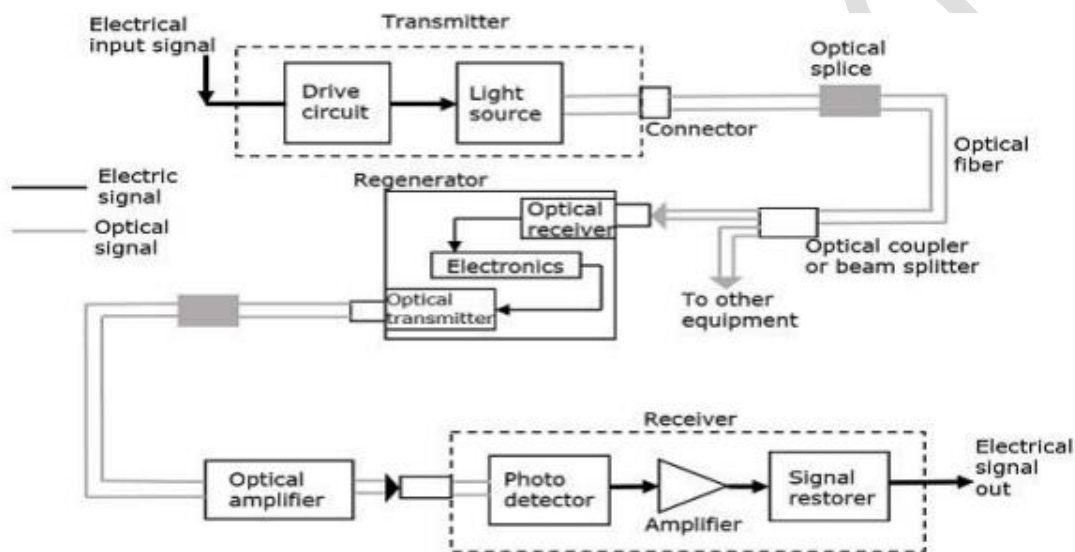 Electrical
input signal
Transmitter
Drive
circuit
Light
source
Connector
Optical
splice
Optical
fiber
Electric
signal
Optical
signal
Regenerator
Optical
receiver
Electronics
Optical
transmitter
Optical coupler
or beam splitter
To other
equipment
Receiver
Optical
amplifier
Photo
detector
Amplifier
Signal
restorer
Electrical
signal
out